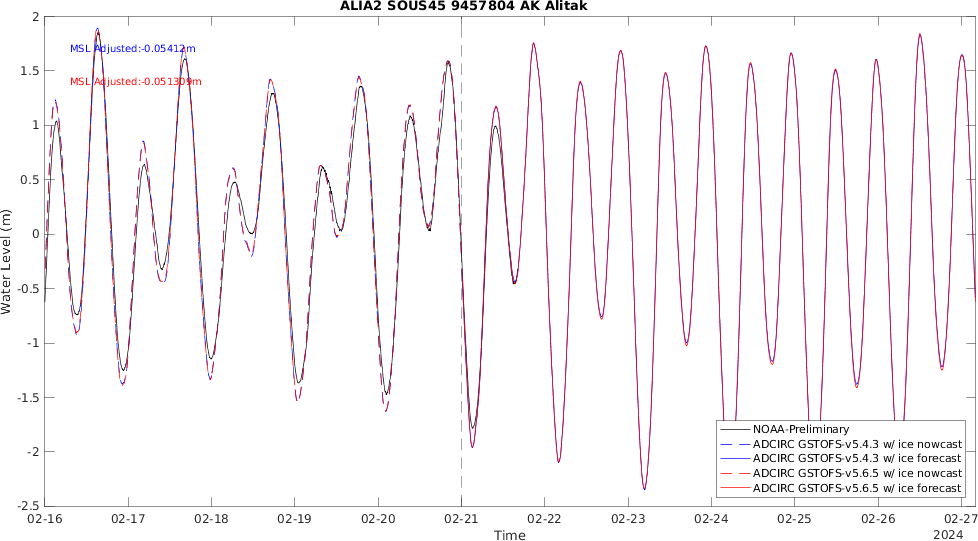 ALIA2 SOUS45 9457804 AK Alitak
MSL Adjusted:-0.05412m
MSL Adjusted:-0.051309m
Water Level (m)
2
1.5
1
0.5
0
-0.5
-1
-1.5
-2
-2.5
NOAA-Preliminary
ADCIRC GSTOFS-v5.4.3 w/ ice nowcast
ADCIRC GSTOFS-v5.4.3 w/ ice forecast
ADCIRC GSTOFS-v5.6.5 w/ ice nowcast
ADCIRC GSTOFS-v5.6.5 w/ ice forecast
02-16 02-17 02-18 02-19 02-20 02-21 02-22 02-23 02-24 02-25 02-26 02-27
Time
2024